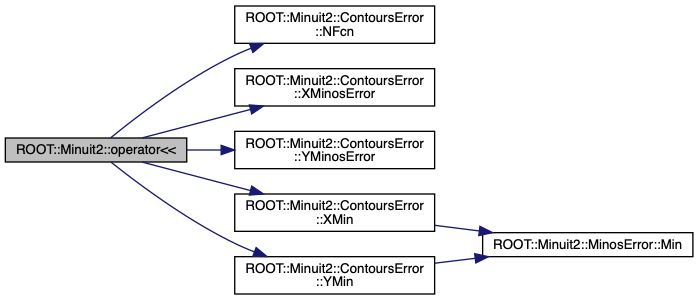 ROOT::Minuit2::ContoursError
::NFcn
ROOT::Minuit2::ContoursError
::XMinosError
ROOT::Minuit2::operator<<
ROOT::Minuit2::ContoursError
::YMinosError
ROOT::Minuit2::ContoursError
::XMin
ROOT::Minuit2::MinosError::Min
ROOT::Minuit2::ContoursError
::YMin